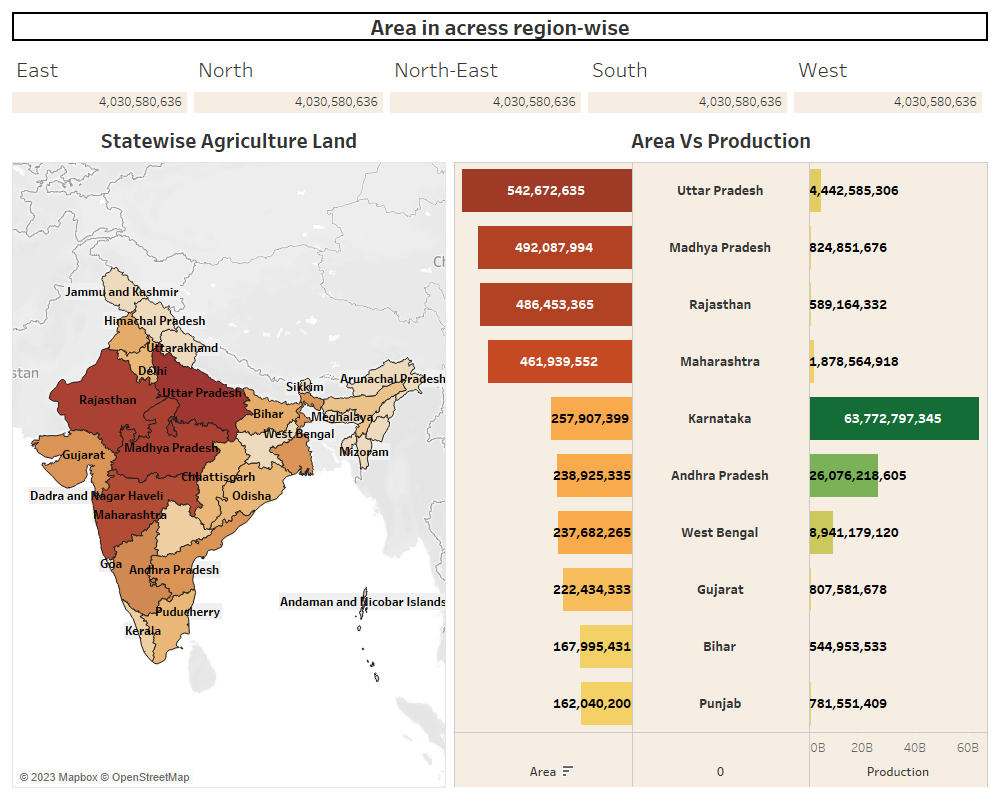 Area in acress region-wise
East
North
North-East
South
West
4,030,580,636
4,030,580,636
4,030,580,636
4,030,580,636
4,030,580,636
Statewise Agriculture Land
Area Vs Production
Jammu and Kashmir
Himachal Pradesh
Uttarakhand
Delhi
Rajasthan
Uttar Pradesh
Sikkim
Arunachal Pradesh
Bihar
Meghalaya
West Bengal
Madhya Pradesh
Mizoram
Gujarat
Chhattisgarh
Dadra and Nagar Haveli
Odisha
Maharashtra
Goa
Andhra Pradesh
Andaman and Nicobar Islands
Puducherry
Kerala
stan
Ch
© 2023 Mapbox © OpenStreetMap
542,672,635 Uttar Pradesh 4,442,585,306
492,087,994 Madhya Pradesh 824,851,676
486,453,365 Rajasthan 589,164,332
461,939,552 Maharashtra 1,878,564,918
257,907,399 Karnataka 63,772,797,345
238,925,335 Andhra Pradesh 26,076,218,605
237,682,265 West Bengal 8,941,179,120
222,434,333 Gujarat 807,581,678
167,995,431 Bihar 544,953,533
162,040,200 Punjab 781,551,409
0B 20B 40B 60B
Area 0 Production